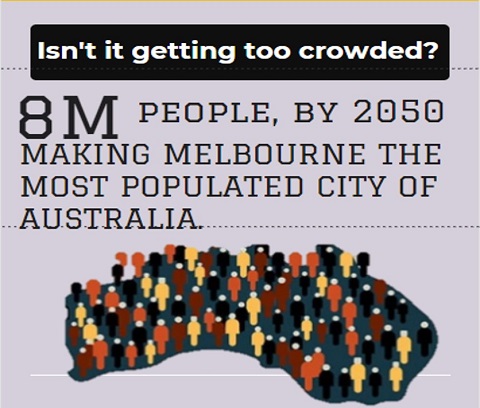 Isn't it getting too crowded?
8M PEOPLE, BY 2050
MAKING MELBOURNE THE
MOST POPULATED CITY OF
AUSTRALIA.